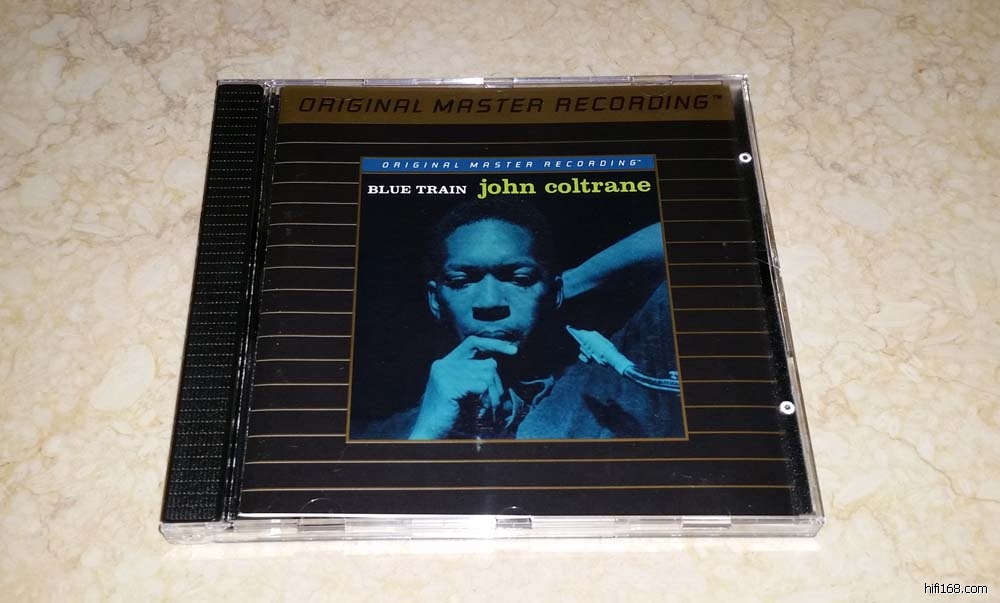 ORIGINAL MASTER RECORDING™
ORIGINAL MASTER RECORDING™
BLUE TRAIN john coltrane
hifi168.com